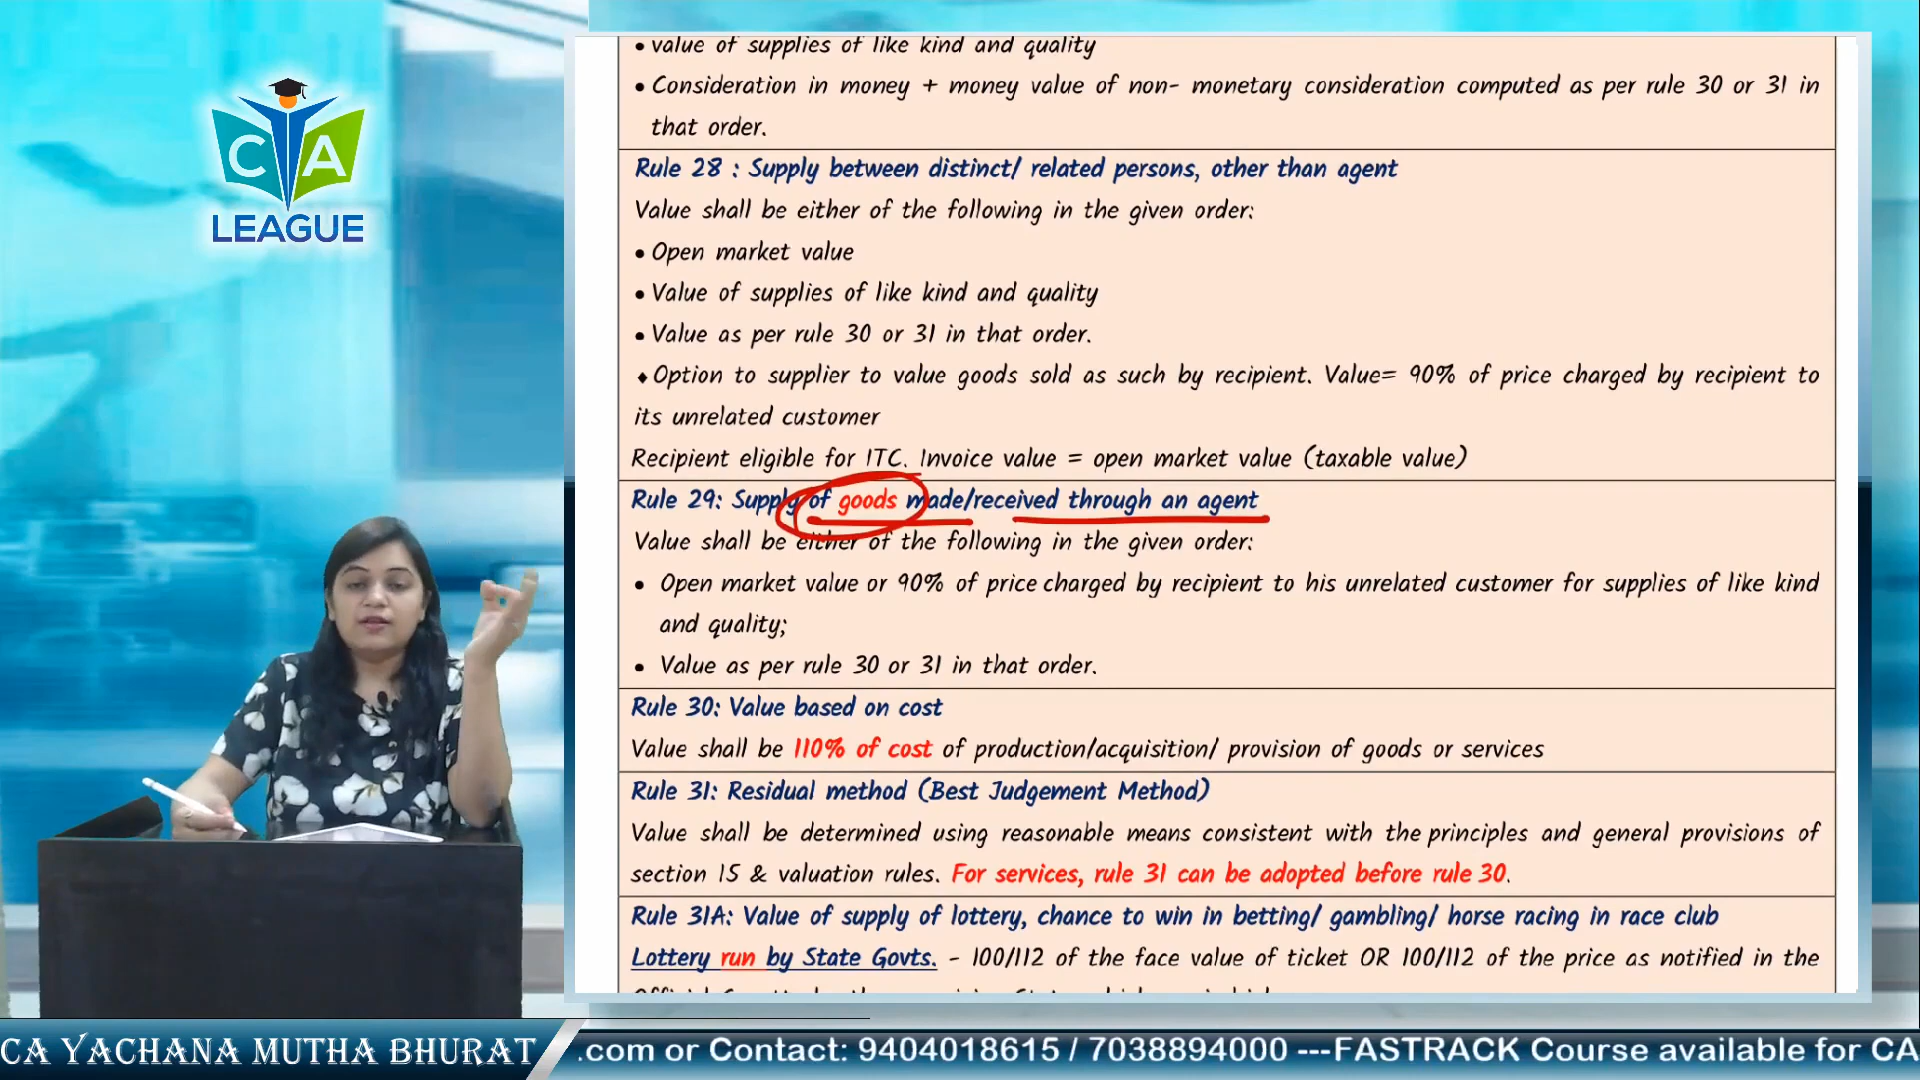 CA
LEAGUE
• value of supplies of like kind and quality
• Consideration in money + money value of non- monetary consideration computed as per rule 30 or 31 in
that order.
Rule 28 : Supply between distinct/ related persons, other than agent
Value shall be either of the following in the given order:
• Open market value
• Value of supplies of like kind and quality
• Value as per rule 30 or 31 in that order.
♦ Option to supplier to value goods sold as such by recipient. Value= 90% of price charged by recipient to
its unrelated customer
Recipient eligible for ITC. Invoice value = open market value (taxable value)
Rule 29: Supply of goods made/received through an agent
Value shall be either of the following in the given order:
• Open market value or 90% of price charged by recipient to his unrelated customer for supplies of like kind
and quality;
• Value as per rule 30 or 31 in that order.
Rule 30: Value based on cost
Value shall be 110% of cost of production/acquisition/ provision of goods or services
Rule 31: Residual method (Best Judgement Method)
Value shall be determined using reasonable means consistent with the principles and general provisions of
section 15 & valuation rules. For services, rule 31 can be adopted before rule 30.
Rule 31A: Value of supply of lottery, chance to win in betting/ gambling/ horse racing in race club
Lottery run by State Govts. - 100/112 of the face value of ticket OR 100/112 of the price as notified in the
CA YACHANA MUTHA BHURAT
.com or Contact: 9404018615 / 7038894000 ---FASTRACK Course available for CA